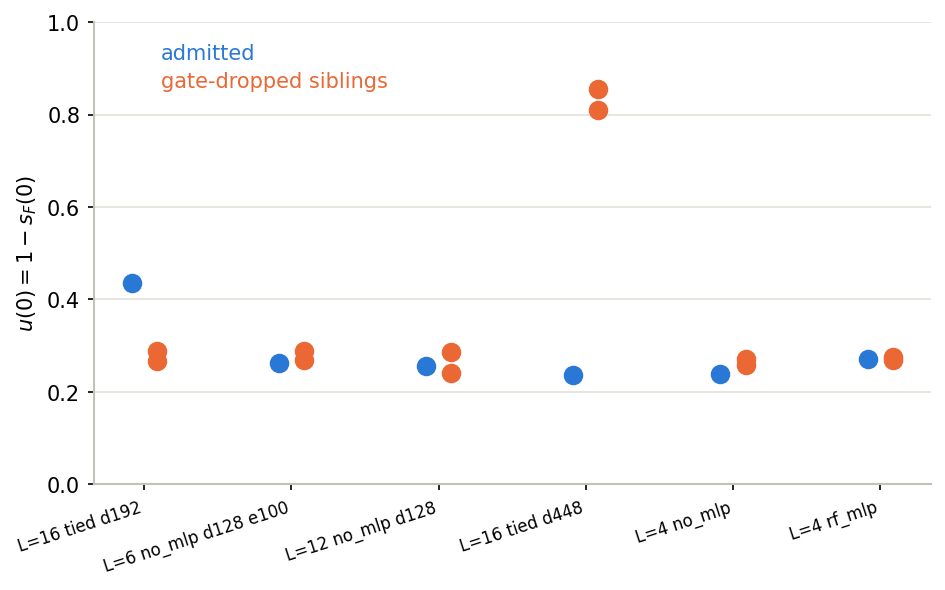 1.0
admitted
gate-dropped siblings
0.8
0.6
0.4
0.2
0.0
u(0) = 1 − s_F(0)
L=16 tied d192
L=6 no_mlp d128 e100
L=12 no_mlp d128
L=16 tied d448
L=4 no_mlp
L=4 rf_mlp